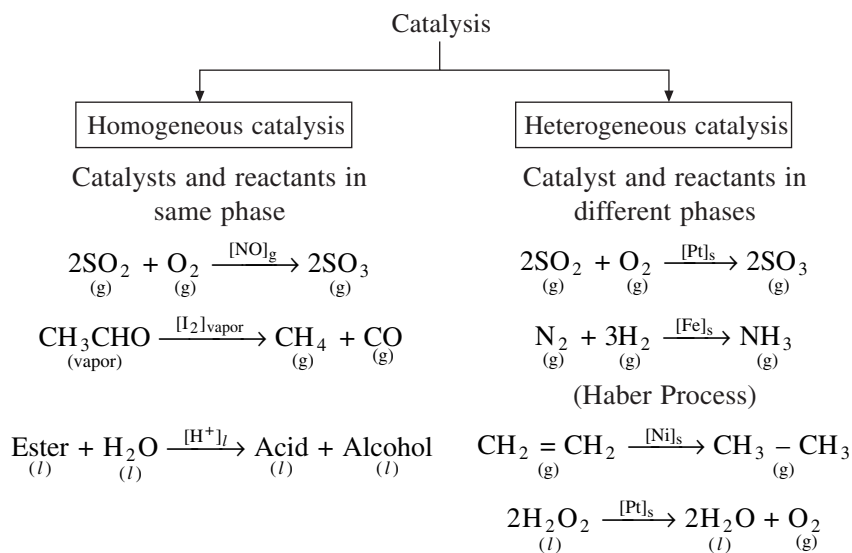 Catalysis
Homogeneous catalysis
Catalysts and reactants in
same phase
2SO₂ (g) + O₂ (g) —[NO]g→ 2SO₃ (g)
CH₃CHO (vapor) —[I₂]vapor→ CH₄ (g) + CO (g)
Ester (l) + H₂O (l) —[H⁺]l→ Acid (l) + Alcohol (l)
Heterogeneous catalysis
Catalyst and reactants in
different phases
2SO₂ (g) + O₂ (g) —[Pt]s→ 2SO₃ (g)
N₂ (g) + 3H₂ (g) —[Fe]s→ NH₃ (g)
(Haber Process)
CH₂ = CH₂ (g) —[Ni]s→ CH₃ – CH₃ (g)
2H₂O₂ (l) —[Pt]s→ 2H₂O (l) + O₂ (g)